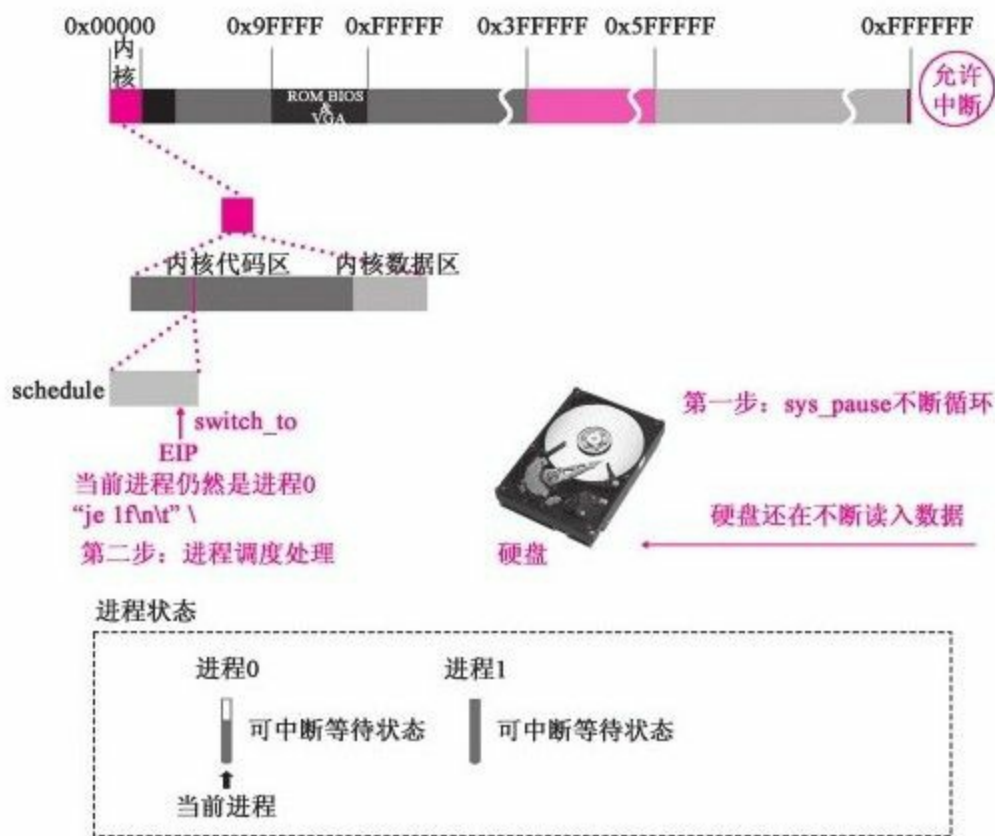 0x00000 0x9FFFF 0xFFFFF 0x3FFFFF 0x5FFFFF 0xFFFFFF
内核
ROM BIOS
&
VGA
允许
中断
内核代码区 内核数据区
schedule
switch_to
EIP
当前进程仍然是进程0
“je 1f\n\t” \
第二步：进程调度处理
第一步：sys_pause不断循环
硬盘还在不断读入数据
硬盘
进程状态
进程0 进程1
可中断等待状态 可中断等待状态
当前进程